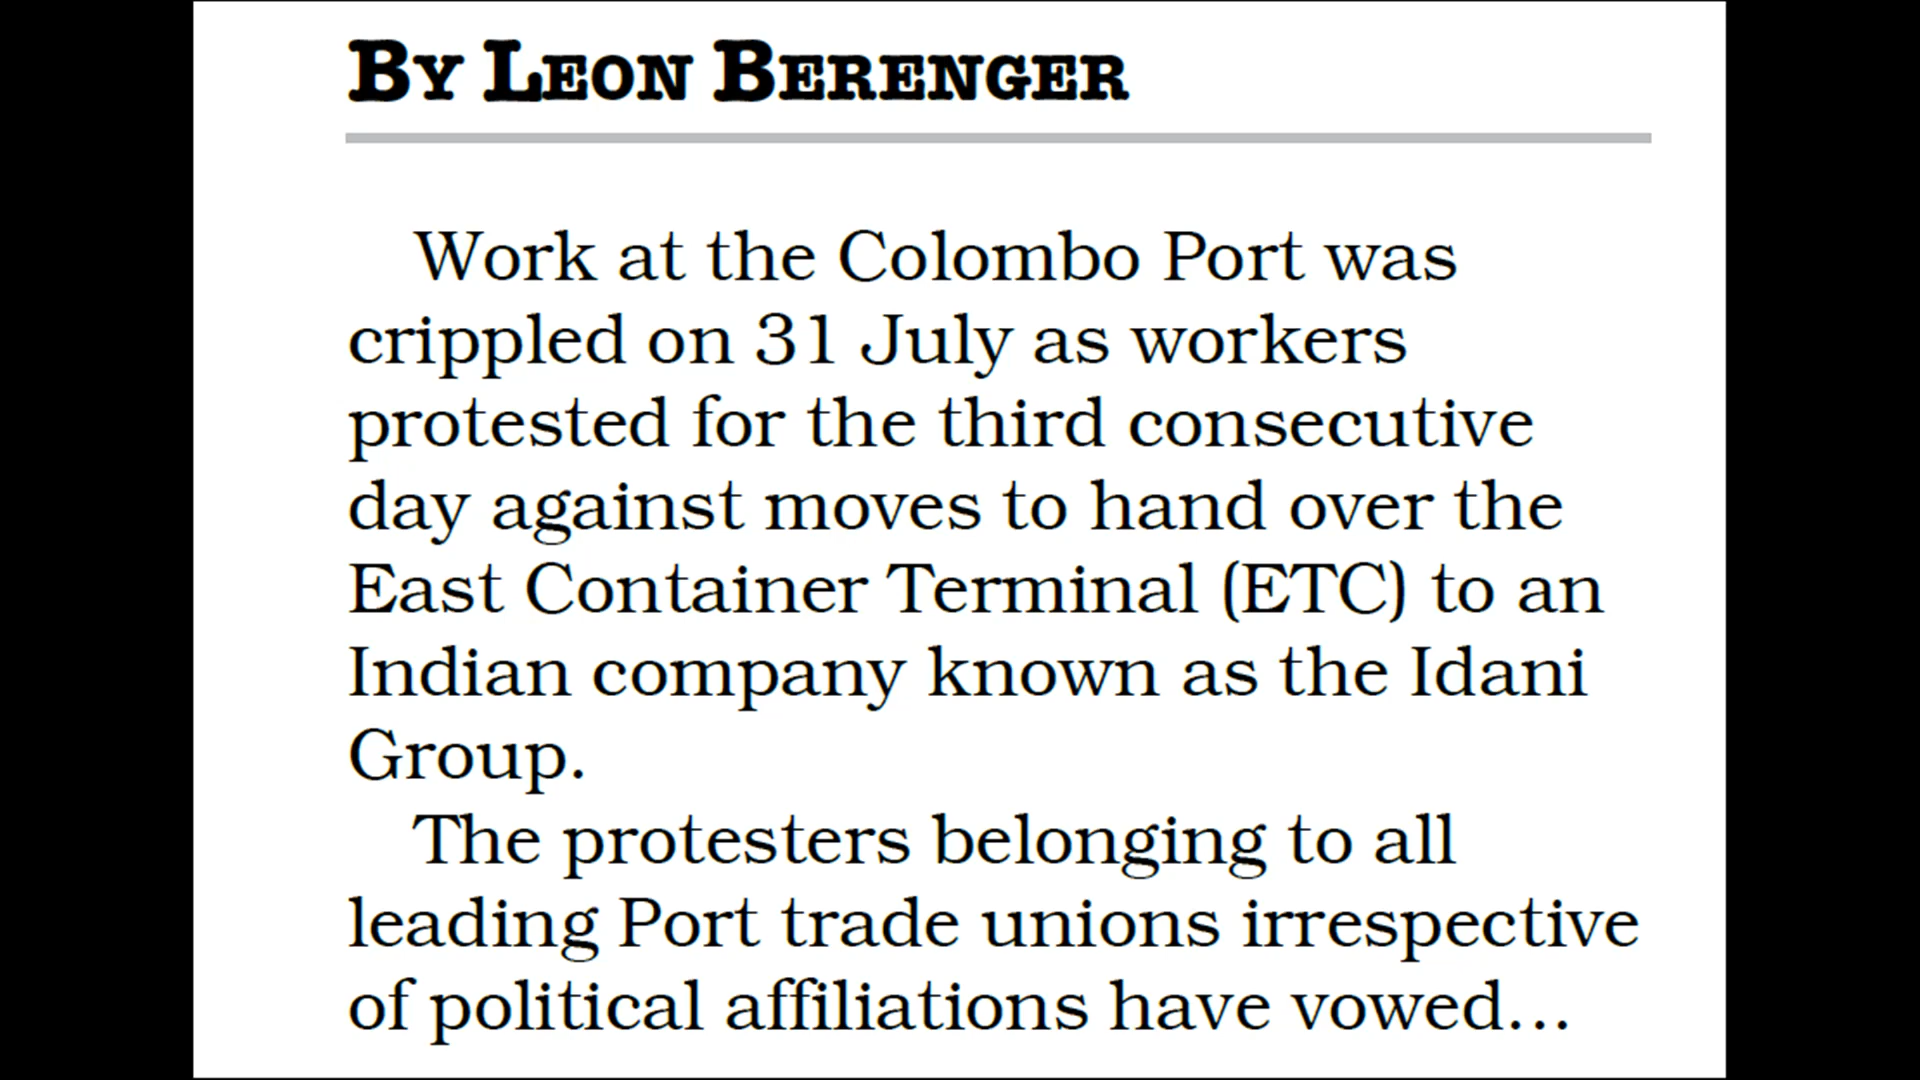 BY LEON BERENGER
Work at the Colombo Port was
crippled on 31 July as workers
protested for the third consecutive
day against moves to hand over the
East Container Terminal (ETC) to an
Indian company known as the Idani
Group.
The protesters belonging to all
leading Port trade unions irrespective
of political affiliations have vowed…